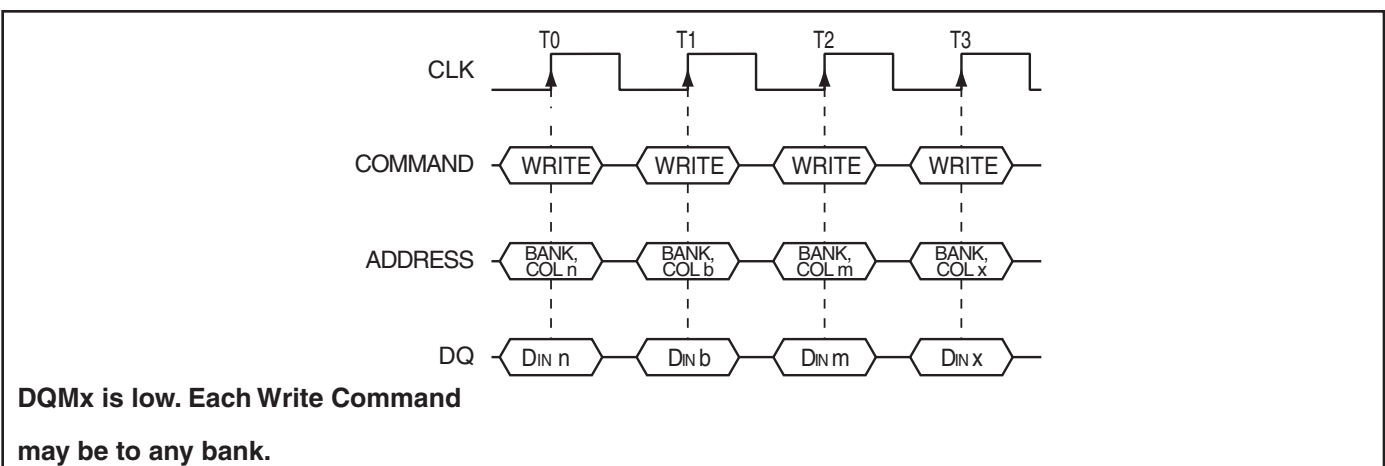 T0 T1 T2 T3
CLK
COMMAND WRITE WRITE WRITE WRITE
ADDRESS BANK, BANK, BANK, BANK,
COL n COL b COL m COL x
DQ DIN n DIN b DIN m DIN x
DQMx is low. Each Write Command
may be to any bank.